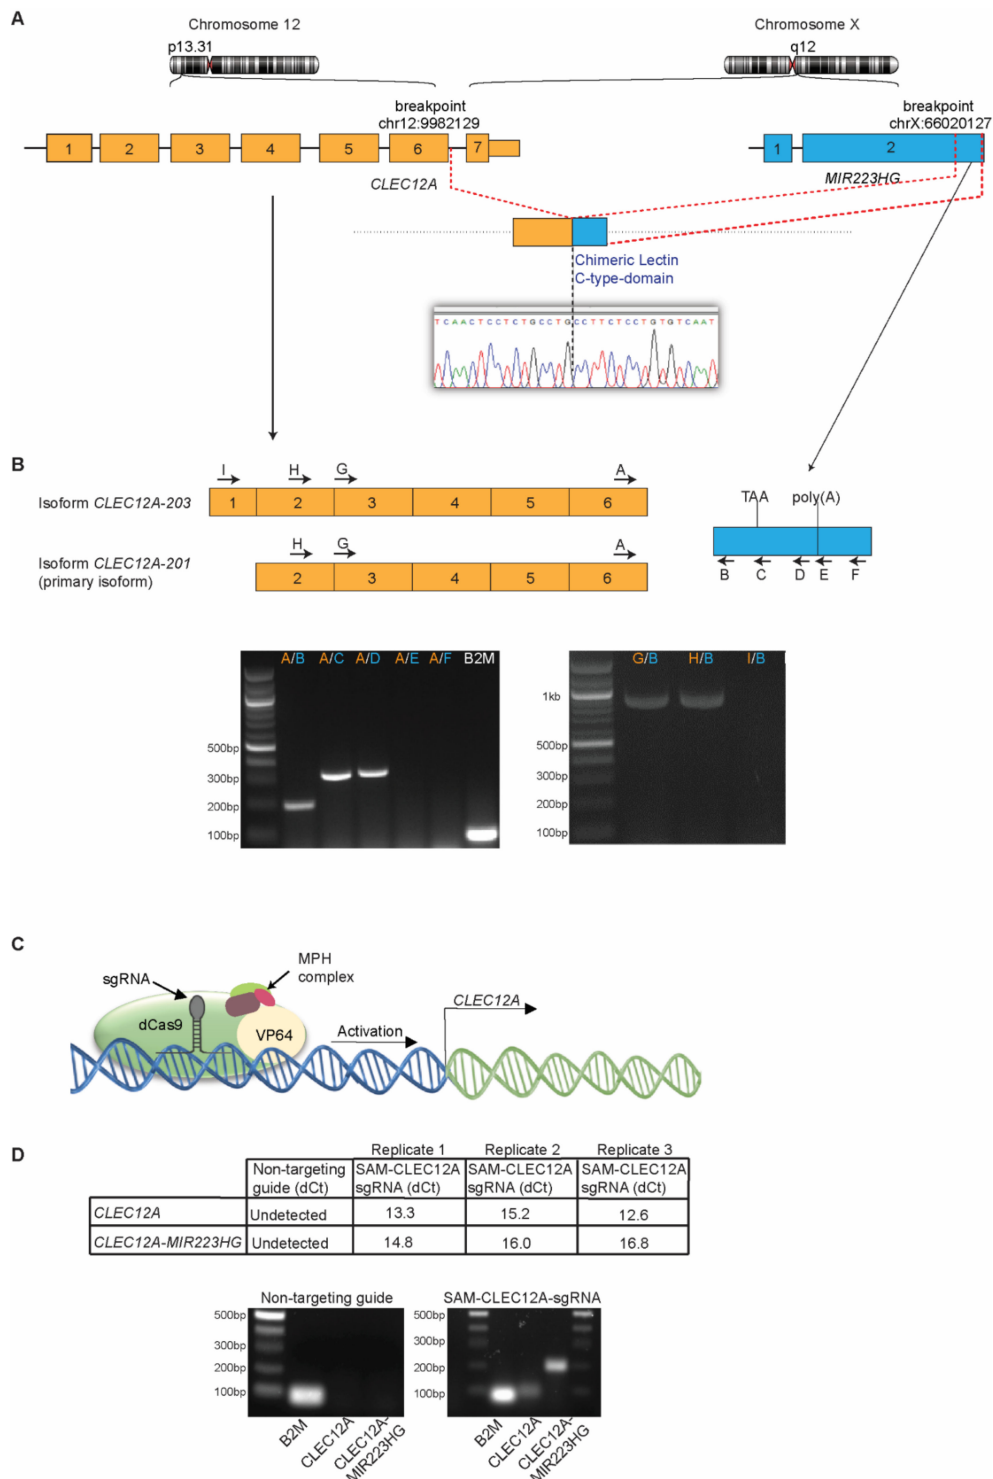 A
Chromosome 12
Chromosome X
p13.31
q12
breakpoint
chr12:9982129
breakpoint
chrX:66020127
1 2 3 4 5 6 7
1 2
CLEC12A
MIR223HG
Chimeric Lectin
C-type-domain
TCAACTCCTCTGCCTGCCTTCTCCTGTGTCAAT
B
I H G A
Isoform CLEC12A-203
1 2 3 4 5 6
TAA poly(A)
H G A
Isoform CLEC12A-201
(primary isoform)
2 3 4 5 6
B C D E F
A/B A/C A/D A/E A/F B2M
500bp
300bp
200bp
100bp
G/B H/B I/B
1kb
500bp
300bp
200bp
100bp
C
MPH
complex
sgRNA
CLEC12A
dCas9
VP64
Activation
D
Replicate 1 Replicate 2 Replicate 3
Non-targeting SAM-CLEC12A SAM-CLEC12A SAM-CLEC12A
guide (dCt) sgRNA (dCt) sgRNA (dCt) sgRNA (dCt)
CLEC12A Undetected 13.3 15.2 12.6
CLEC12A-MIR223HG Undetected 14.8 16.0 16.8
Non-targeting guide
500bp
300bp
200bp
100bp
B2M
CLEC12A
CLEC12A-
MIR223HG
SAM-CLEC12A-sgRNA
500bp
300bp
200bp
100bp
B2M
CLEC12A
CLEC12A-
MIR223HG